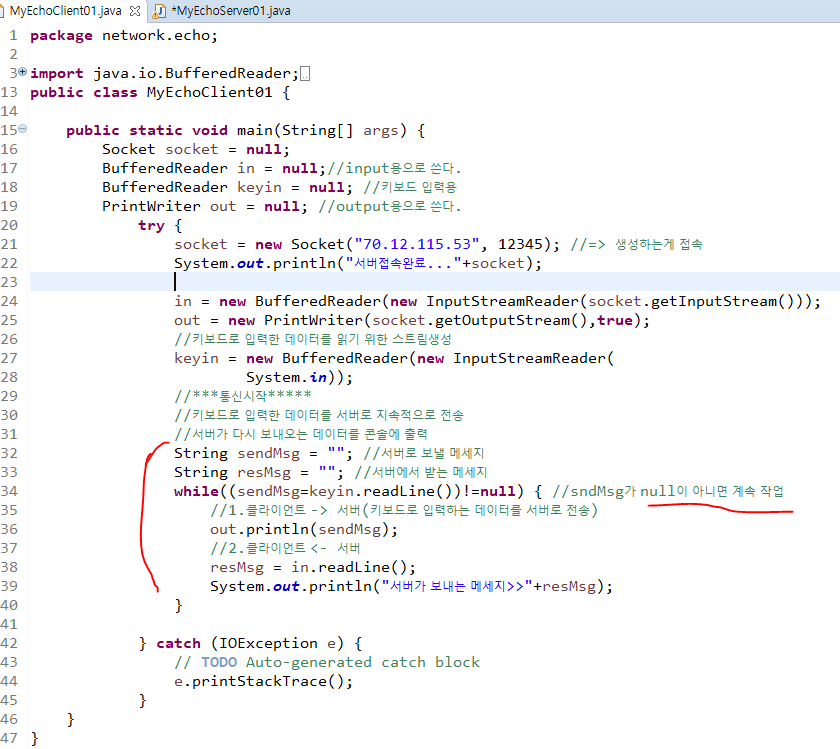 MyEchoClient01.java *MyEchoServer01.java
1 package network.echo;
2
3 import java.io.BufferedReader;
13 public class MyEchoClient01 {
14
15 public static void main(String[] args) {
16 Socket socket = null;
17 BufferedReader in = null;//input용으로 쓴다.
18 BufferedReader keyin = null; //키보드 입력용
19 PrintWriter out = null; //output용으로 쓴다.
20 try {
21 socket = new Socket("70.12.115.53", 12345); //=> 생성하는게 접속
22 System.out.println("서버접속완료..."+socket);
23
24 in = new BufferedReader(new InputStreamReader(socket.getInputStream()));
25 out = new PrintWriter(socket.getOutputStream(),true);
26 //키보드로 입력한 데이터를 읽기 위한 스트림생성
27 keyin = new BufferedReader(new InputStreamReader(
28 System.in));
29 //***통신시작*****
30 //키보드로 입력한 데이터를 서버로 지속적으로 전송
31 //서버가 다시 보내오는 데이터를 콘솔에 출력
32 String sendMsg = ""; //서버로 보낼 메세지
33 String resMsg = ""; //서버에서 받는 메세지
34 while((sendMsg=keyin.readLine())!=null) { //sndMsg가 null이 아니면 계속 작업
35 //1.클라이언트 -> 서버(키보드로 입력하는 데이터를 서버로 전송)
36 out.println(sendMsg);
37 //2.클라이언트 <- 서버
38 resMsg = in.readLine();
39 System.out.println("서버가 보내는 메세지>>"+resMsg);
40 }
41
42 } catch (IOException e) {
43 // TODO Auto-generated catch block
44 e.printStackTrace();
45 }
46 }
47 }